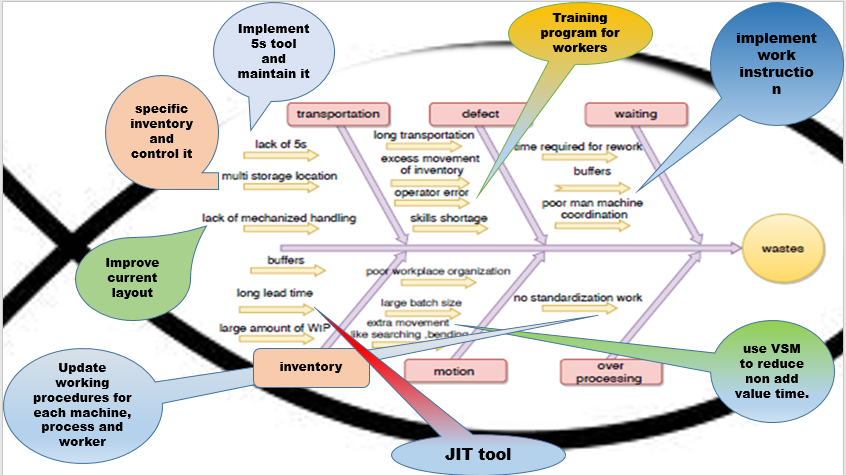 Implement
5s tool
and
maintain it
Training
program for
workers
implement
work
instructio
n
specific
inventory
and
control it
transportation
defect
waiting
lack of 5s
multi storage location
lack of mechanized handling
long transportation
excess movement
of inventory
operator error
skills shortage
time required for rework
buffers
poor man machine
coordination
wastes
Improve
current
layout
buffers
long lead time
large amount of WIP
poor workplace organization
large batch size
extra movement
like searching ,bending
no standardization work
inventory
motion
over
processing
Update
working
procedures for
each machine,
process and
worker
JIT tool
use VSM
to reduce
non add
value time.